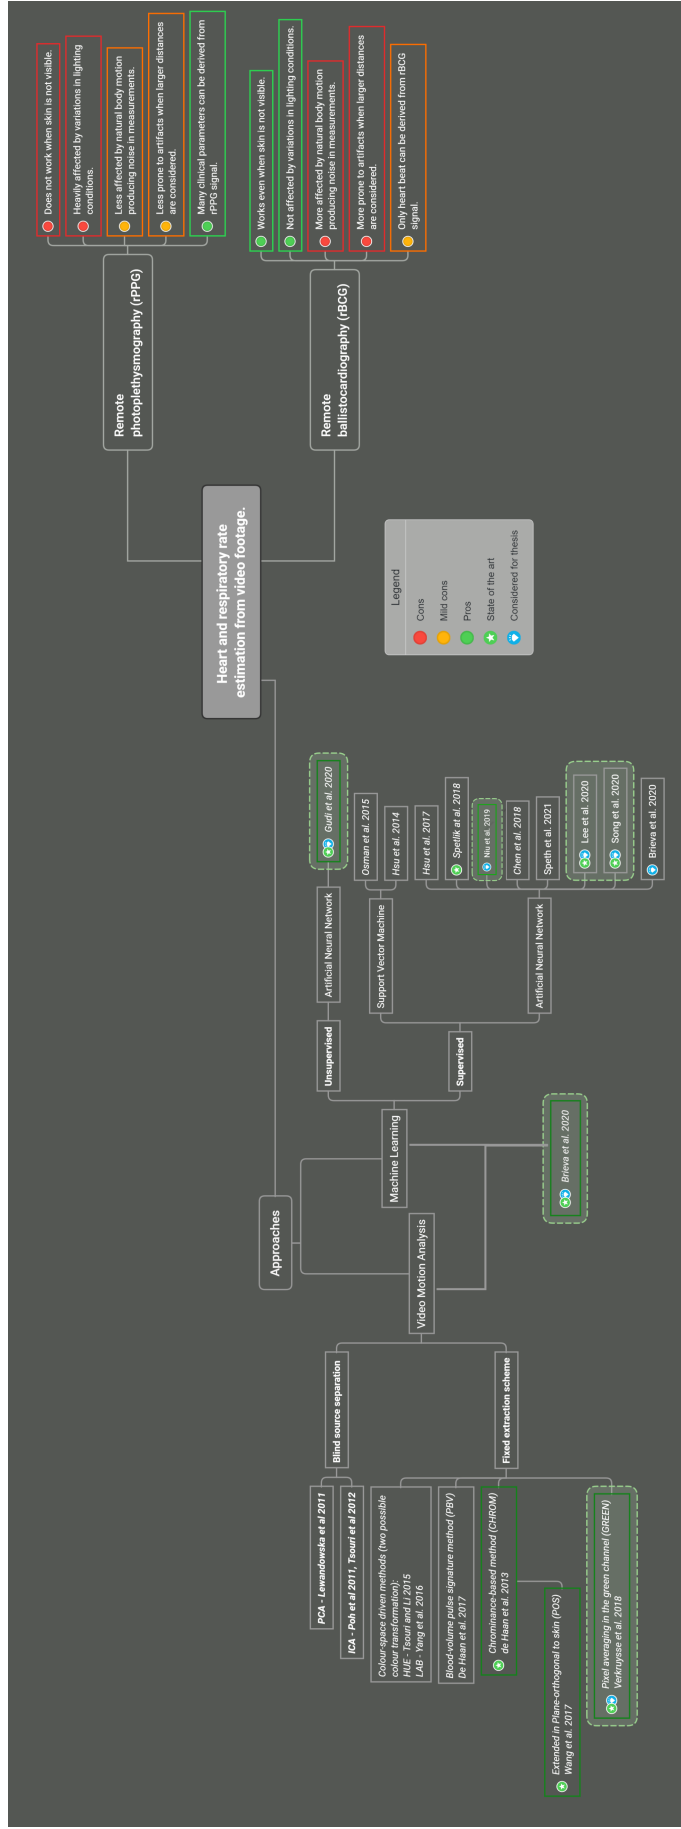 Heart and respiratory rate
estimation from video footage.
Remote
photoplethysmography (rPPG)
Does not work when skin is not visible.
Heavily affected by variations in lighting
conditions.
Less affected by natural body motion
producing noise in measurements.
Less prone to artifacts when larger distances
are considered.
Many clinical parameters can be derived from
rPPG signal.
Remote
ballistocardiography (rBCG)
Works even when skin is not visible.
Not affected by variations in lighting conditions.
More affected by natural body motion
producing noise in measurements.
More prone to artifacts when larger distances
are considered.
Only heart beat can be derived from rBCG
signal.
Legend
Cons
Mild cons
Pros
State of the art
Considered for thesis
Approaches
Machine Learning
Unsupervised
Artificial Neural Network
Gudi et al. 2020
Supervised
Support Vector Machine
Osman et al. 2015
Hsu et al. 2014
Artificial Neural Network
Hsu et al. 2017
Spetlik at al. 2018
Niu et al. 2019
Chen et al. 2018
Speth et al. 2021
Lee et al. 2020
Song et al. 2020
Brieva et al. 2020
Brieva et al. 2020
Video Motion Analysis
Blind source separation
PCA - Lewandowska et al 2011
ICA - Poh et al 2011, Tsouri et al 2012
Fixed extraction scheme
Colour-space driven methods (two possible
colour transformation):
HUE - Tsouri and Li 2015
LAB - Yang et al. 2016
Blood-volume pulse signature method (PBV)
De Haan et al. 2017
Chrominance-based method (CHROM)
de Haan et al. 2013
Extended in Plane-orthogonal to skin (POS)
Wang et al. 2017
Pixel averaging in the green channel (GREEN)
Verkruysse et al. 2018